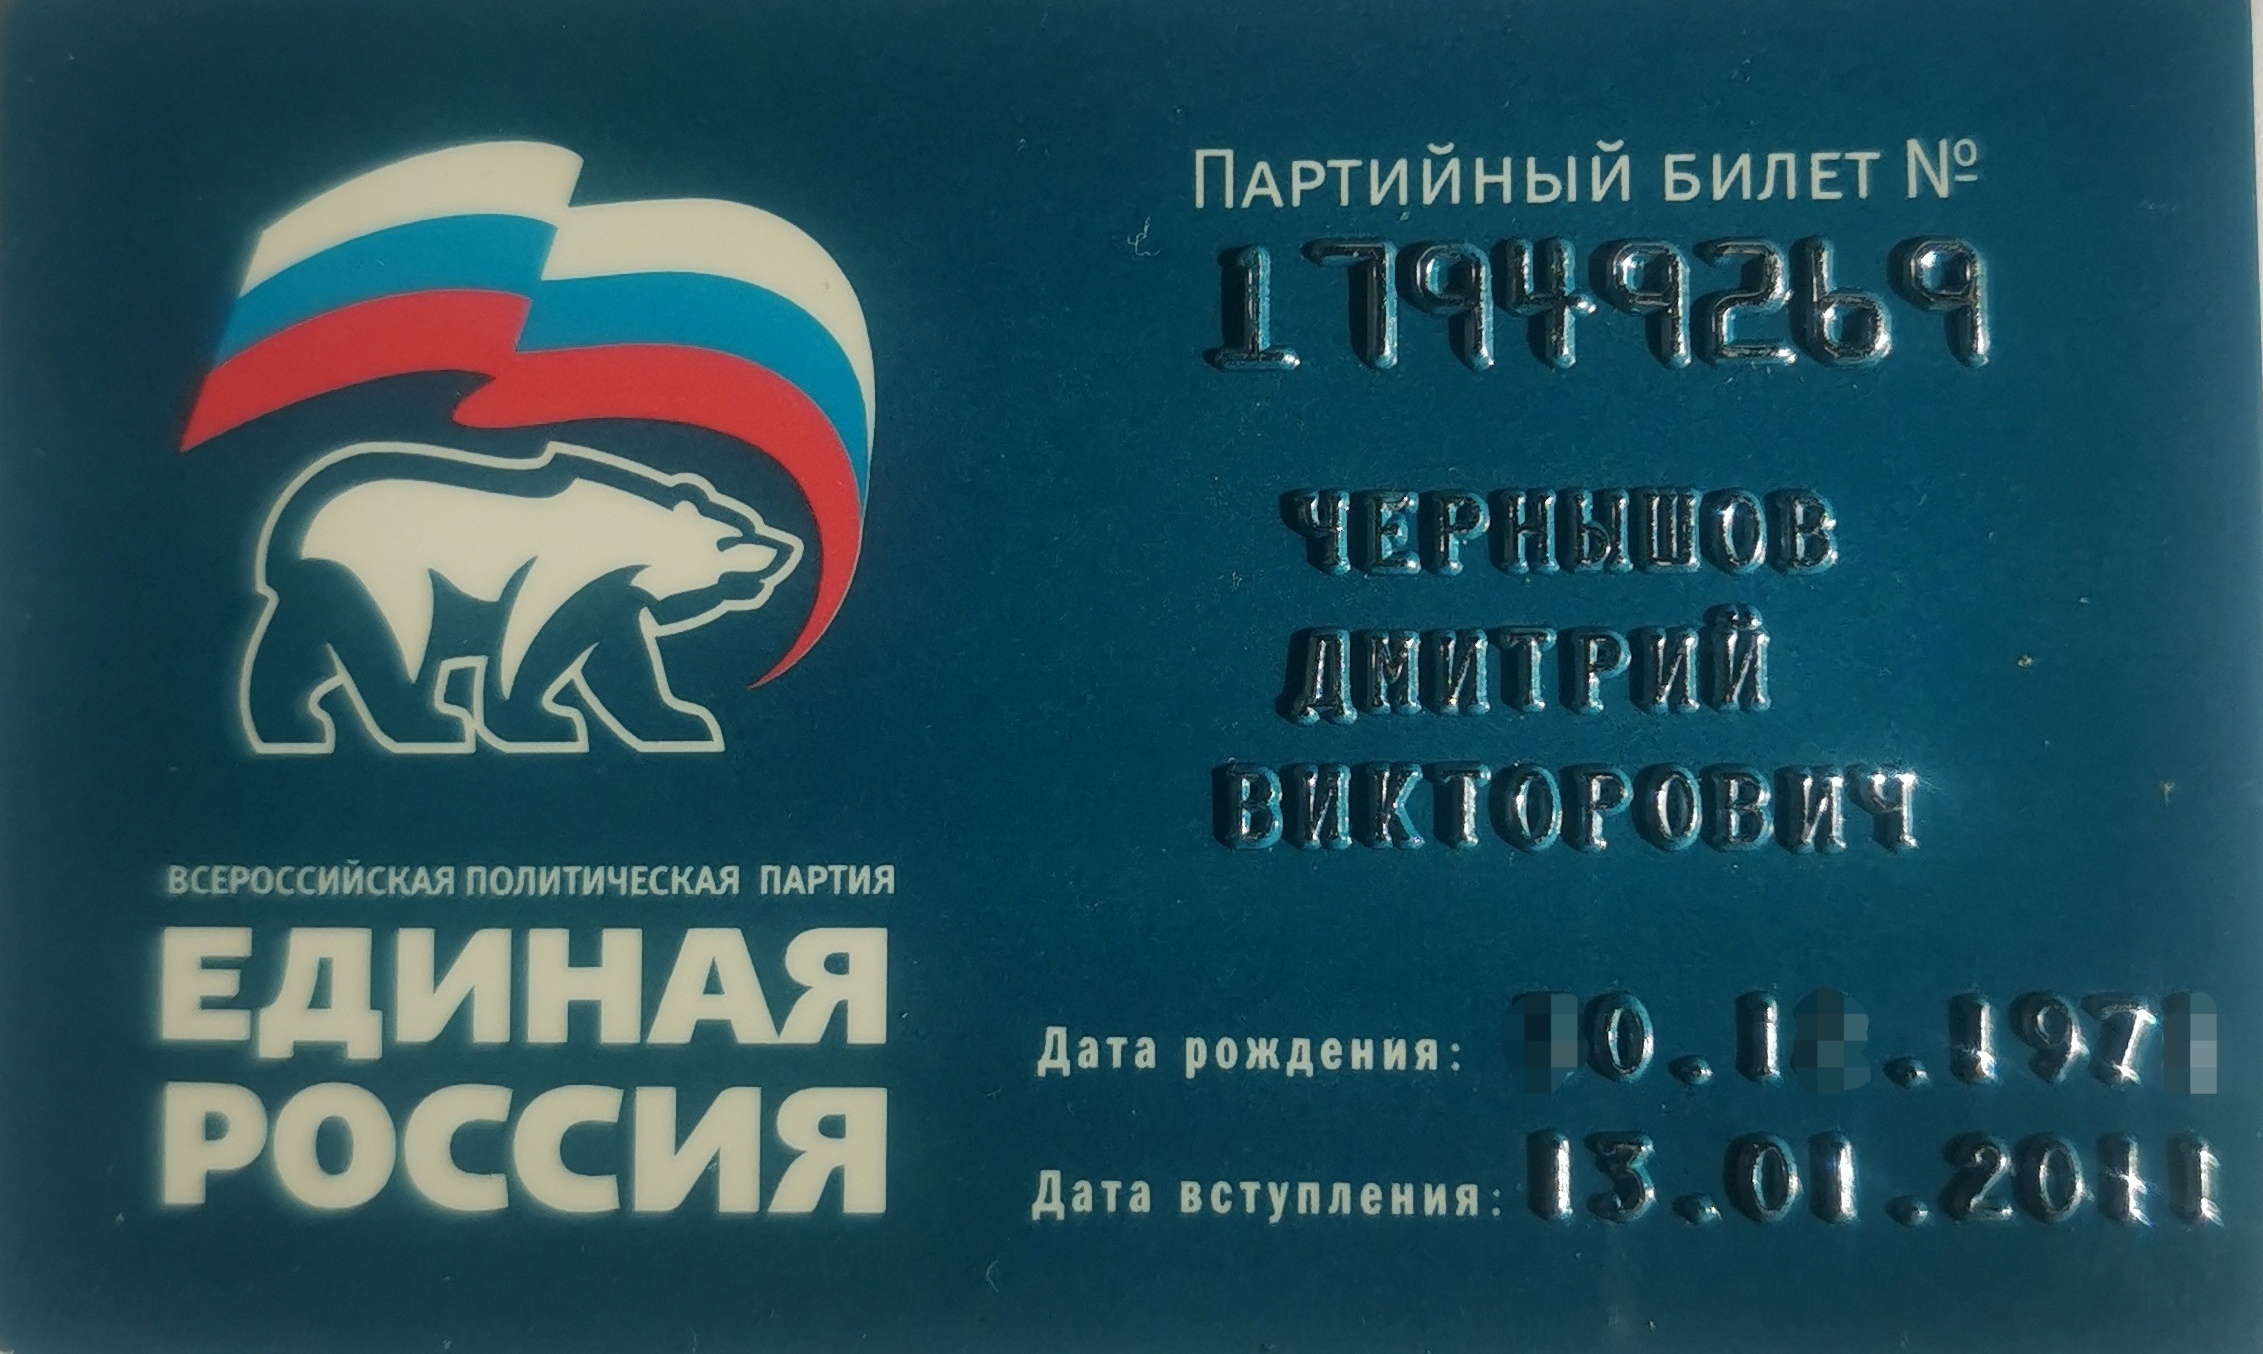 ПАРТИЙНЫЙ БИЛЕТ №
17949269
ЧЕРНЫШОВ
ДМИТРИЙ
ВИКТОРОВИЧ
ВСЕРОССИЙСКАЯ ПОЛИТИЧЕСКАЯ ПАРТИЯ
ЕДИНАЯ
РОССИЯ
Дата рождения:
Дата вступления: 13.01.2011